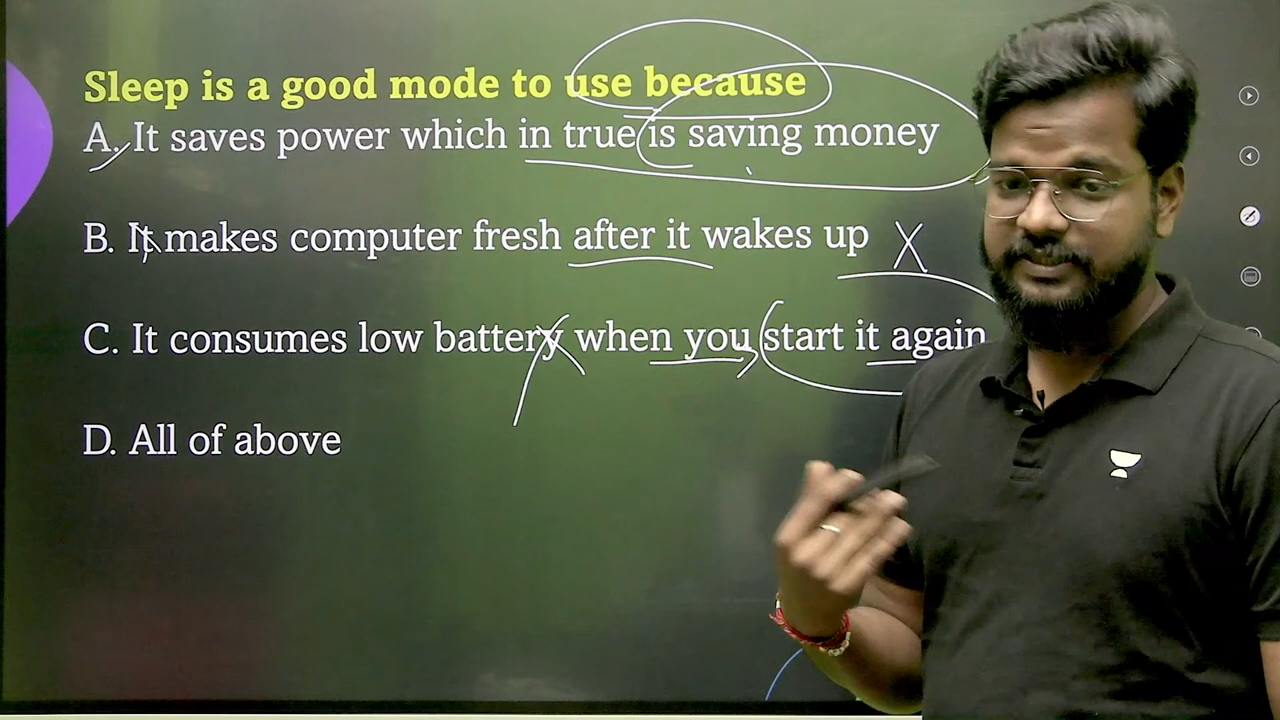 Sleep is a good mode to use because
A. It saves power which in true is saving money
B. It makes computer fresh after it wakes up
C. It consumes low battery when you start it again
D. All of above